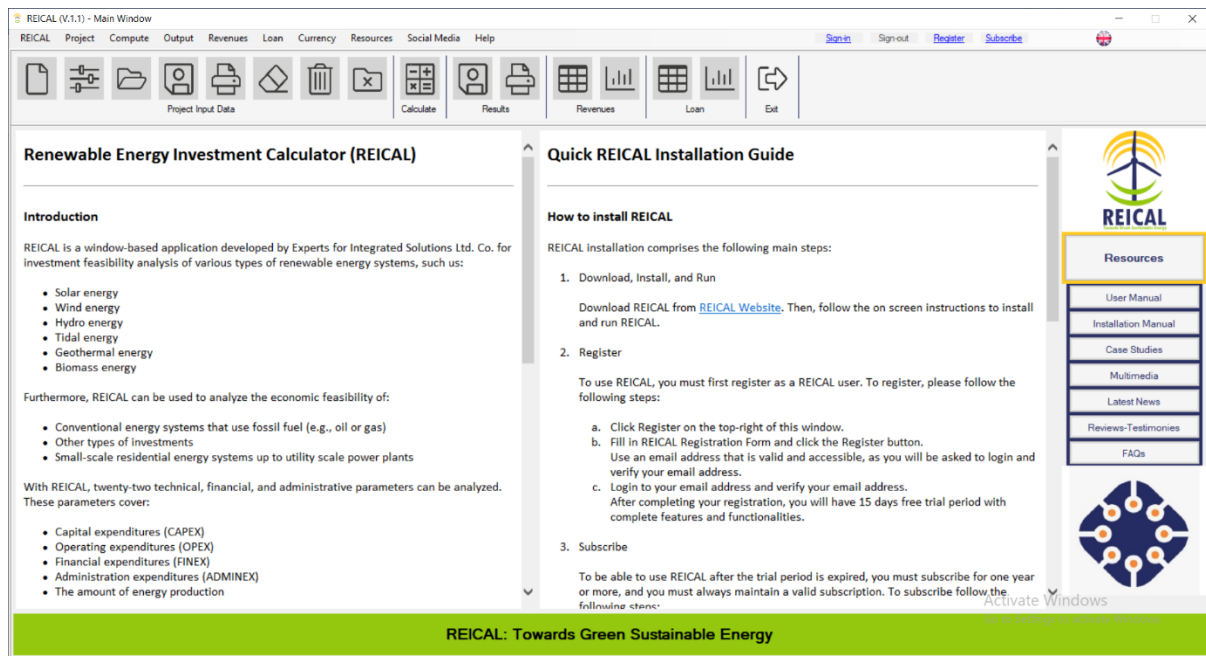 REICAL (V.1.1) - Main Window
REICAL Project Compute Output Revenues Loan Currency Resources Social Media Help Sign-in Sign-out Register Subscribe
Project Input Data Calculate Results Revenues Loan Exit
Renewable Energy Investment Calculator (REICAL)
Introduction
REICAL is a window-based application developed by Experts for Integrated Solutions Ltd. Co. for
investment feasibility analysis of various types of renewable energy systems, such us:
• Solar energy
• Wind energy
• Hydro energy
• Tidal energy
• Geothermal energy
• Biomass energy
Furthermore, REICAL can be used to analyze the economic feasibility of:
• Conventional energy systems that use fossil fuel (e.g., oil or gas)
• Other types of investments
• Small-scale residential energy systems up to utility scale power plants
With REICAL, twenty-two technical, financial, and administrative parameters can be analyzed.
These parameters cover:
• Capital expenditures (CAPEX)
• Operating expenditures (OPEX)
• Financial expenditures (FINEX)
• Administration expenditures (ADMINEX)
• The amount of energy production
Quick REICAL Installation Guide
How to install REICAL
REICAL installation comprises the following main steps:
1. Download, Install, and Run
Download REICAL from REICAL Website. Then, follow the on screen instructions to install
and run REICAL.
2. Register
To use REICAL, you must first register as a REICAL user. To register, please follow the
following steps:
a. Click Register on the top-right of this window.
b. Fill in REICAL Registration Form and click the Register button.
Use an email address that is valid and accessible, as you will be asked to login and
verify your email address.
c. Login to your email address and verify your email address.
After completing your registration, you will have 15 days free trial period with
complete features and functionalities.
3. Subscribe
To be able to use REICAL after the trial period is expired, you must subscribe for one year
or more, and you must always maintain a valid subscription. To subscribe follow the
following steps:
REICAL
Towards Green Sustainable Energy
Resources
User Manual
Installation Manual
Case Studies
Multimedia
Latest News
Reviews-Testimonies
FAQs
Activate Windows
REICAL: Towards Green Sustainable Energy